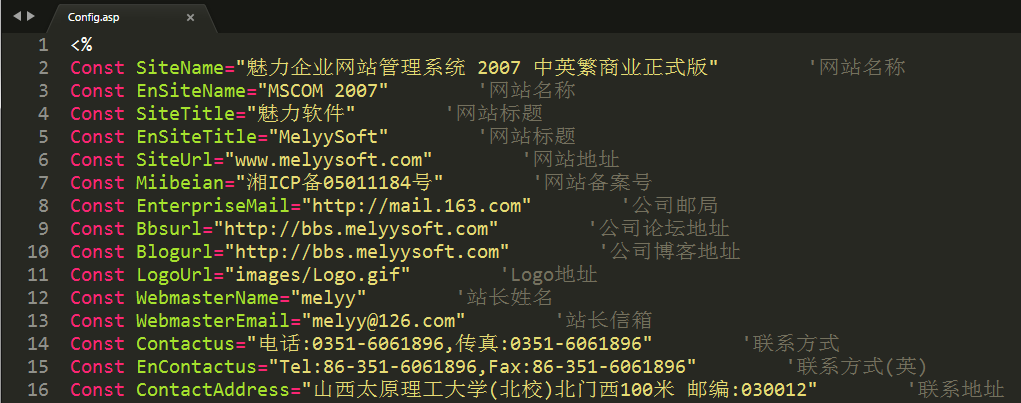 Config.asp
1 <%
2 Const SiteName="魅力企业网站管理系统 2007 中英繁商业正式版" '网站名称
3 Const EnSiteName="MSCOM 2007" '网站名称
4 Const SiteTitle="魅力软件" '网站标题
5 Const EnSiteTitle="MelyySoft" '网站标题
6 Const SiteUrl="www.melyysoft.com" '网站地址
7 Const Miibeian="湘ICP备05011184号" '网站备案号
8 Const EnterpriseMail="http://mail.163.com" '公司邮局
9 Const Bbsurl="http://bbs.melyysoft.com" '公司论坛地址
10 Const Blogurl="http://bbs.melyysoft.com" '公司博客地址
11 Const LogoUrl="images/Logo.gif" 'Logo地址
12 Const WebmasterName="melyy" '站长姓名
13 Const WebmasterEmail="melyy@126.com" '站长信箱
14 Const Contactus="电话:0351-6061896,传真:0351-6061896" '联系方式
15 Const EnContactus="Tel:86-351-6061896,Fax:86-351-6061896" '联系方式(英)
16 Const ContactAddress="山西太原理工大学(北校)北门西100米 邮编:030012" '联系地址